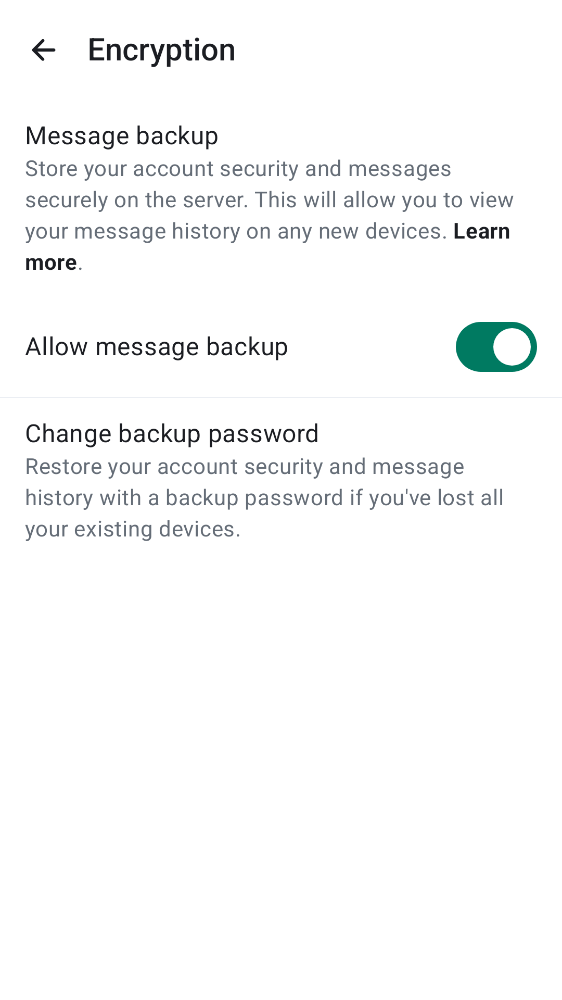 Encryption
Message backup
Store your account security and messages
securely on the server. This will allow you to view
your message history on any new devices. Learn
more.
Allow message backup
Change backup password
Restore your account security and message
history with a backup password if you've lost all
your existing devices.